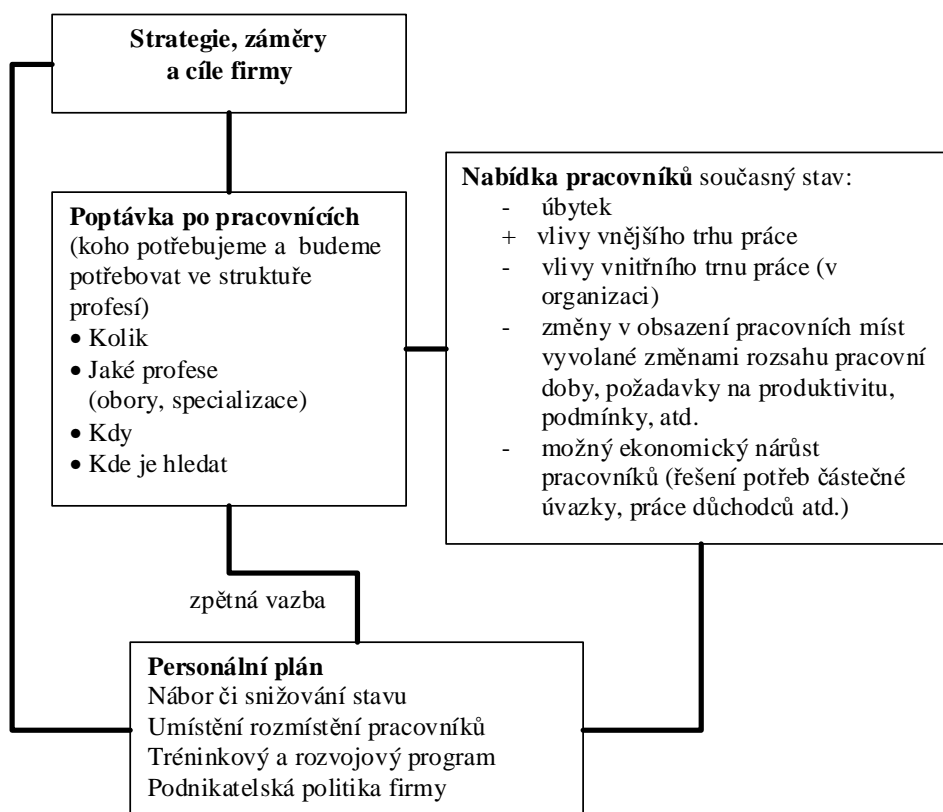 Strategie, záměry
a cíle firmy
Poptávka po pracovnících
(koho potřebujeme a budeme
potřebovat ve struktuře
profesí)
• Kolik
• Jaké profese
(obory, specializace)
• Kdy
• Kde je hledat
Nabídka pracovníků současný stav:
- úbytek
+ vlivy vnějšího trhu práce
- vlivy vnitřního trnu práce (v
organizaci)
- změny v obsazení pracovních míst
vyvolané změnami rozsahu pracovní
doby, požadavky na produktivitu,
podmínky, atd.
- možný ekonomický nárůst
pracovníků (řešení potřeb částečné
úvazky, práce důchodců atd.)
zpětná vazba
Personální plán
Nábor či snižování stavu
Umístění rozmístění pracovníků
Tréninkový a rozvojový program
Podnikatelská politika firmy